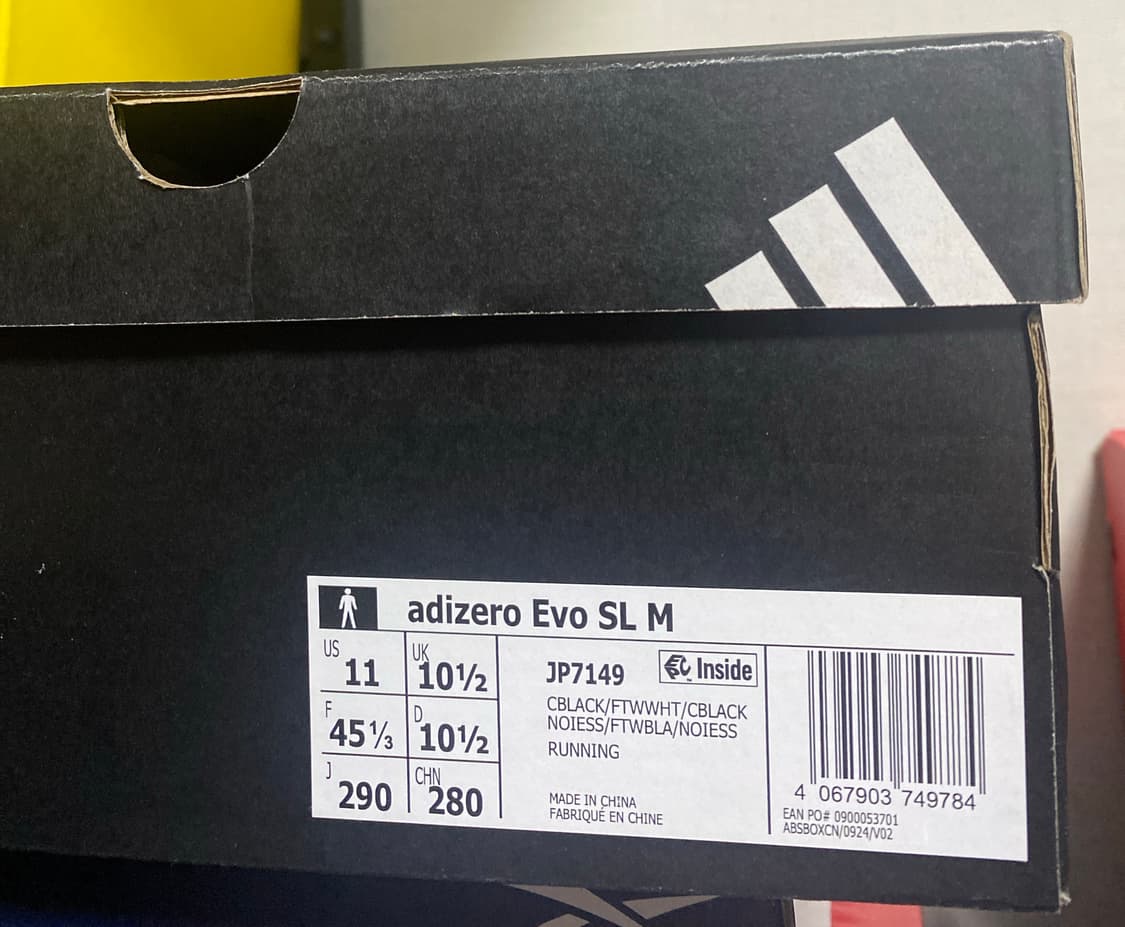 adizero Evo SL M
US 11
UK 10½
F 45⅓
D 10½
J 290
CHN 280
JP7149
Inside
CBLACK/FTWWHT/CBLACK
NOIESS/FTWBLA/NOIESS
RUNNING
MADE IN CHINA
FABRIQUÉ EN CHINE
4 067903 749784
EAN PO# 0900053701
ABSBOXCN/0924/V02